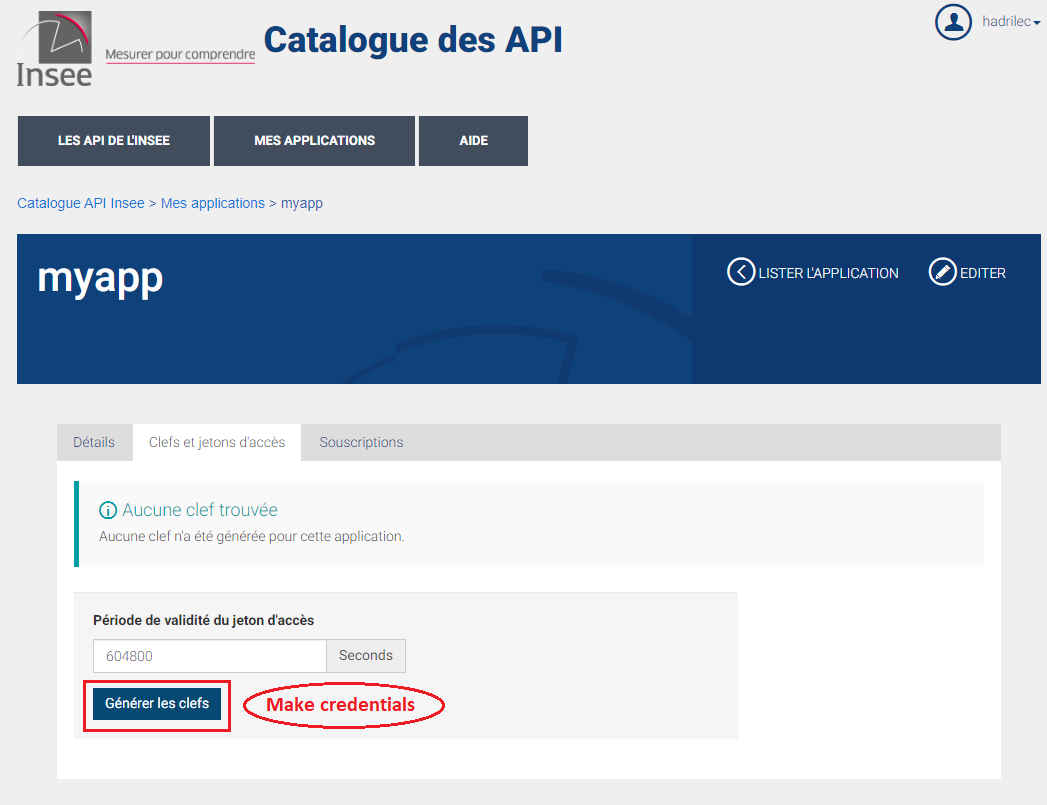 Insee
Mesurer pour comprendre
Catalogue des API
hadrilec
LES API DE L'INSEE
MES APPLICATIONS
AIDE
Catalogue API Insee > Mes applications > myapp
myapp
LISTER L'APPLICATION
EDITER
Détails
Clefs et jetons d'accès
Souscriptions
Aucune clef trouvée
Aucune clef n'a été générée pour cette application.
Période de validité du jeton d'accès
604800
Seconds
Générer les clefs
Make credentials